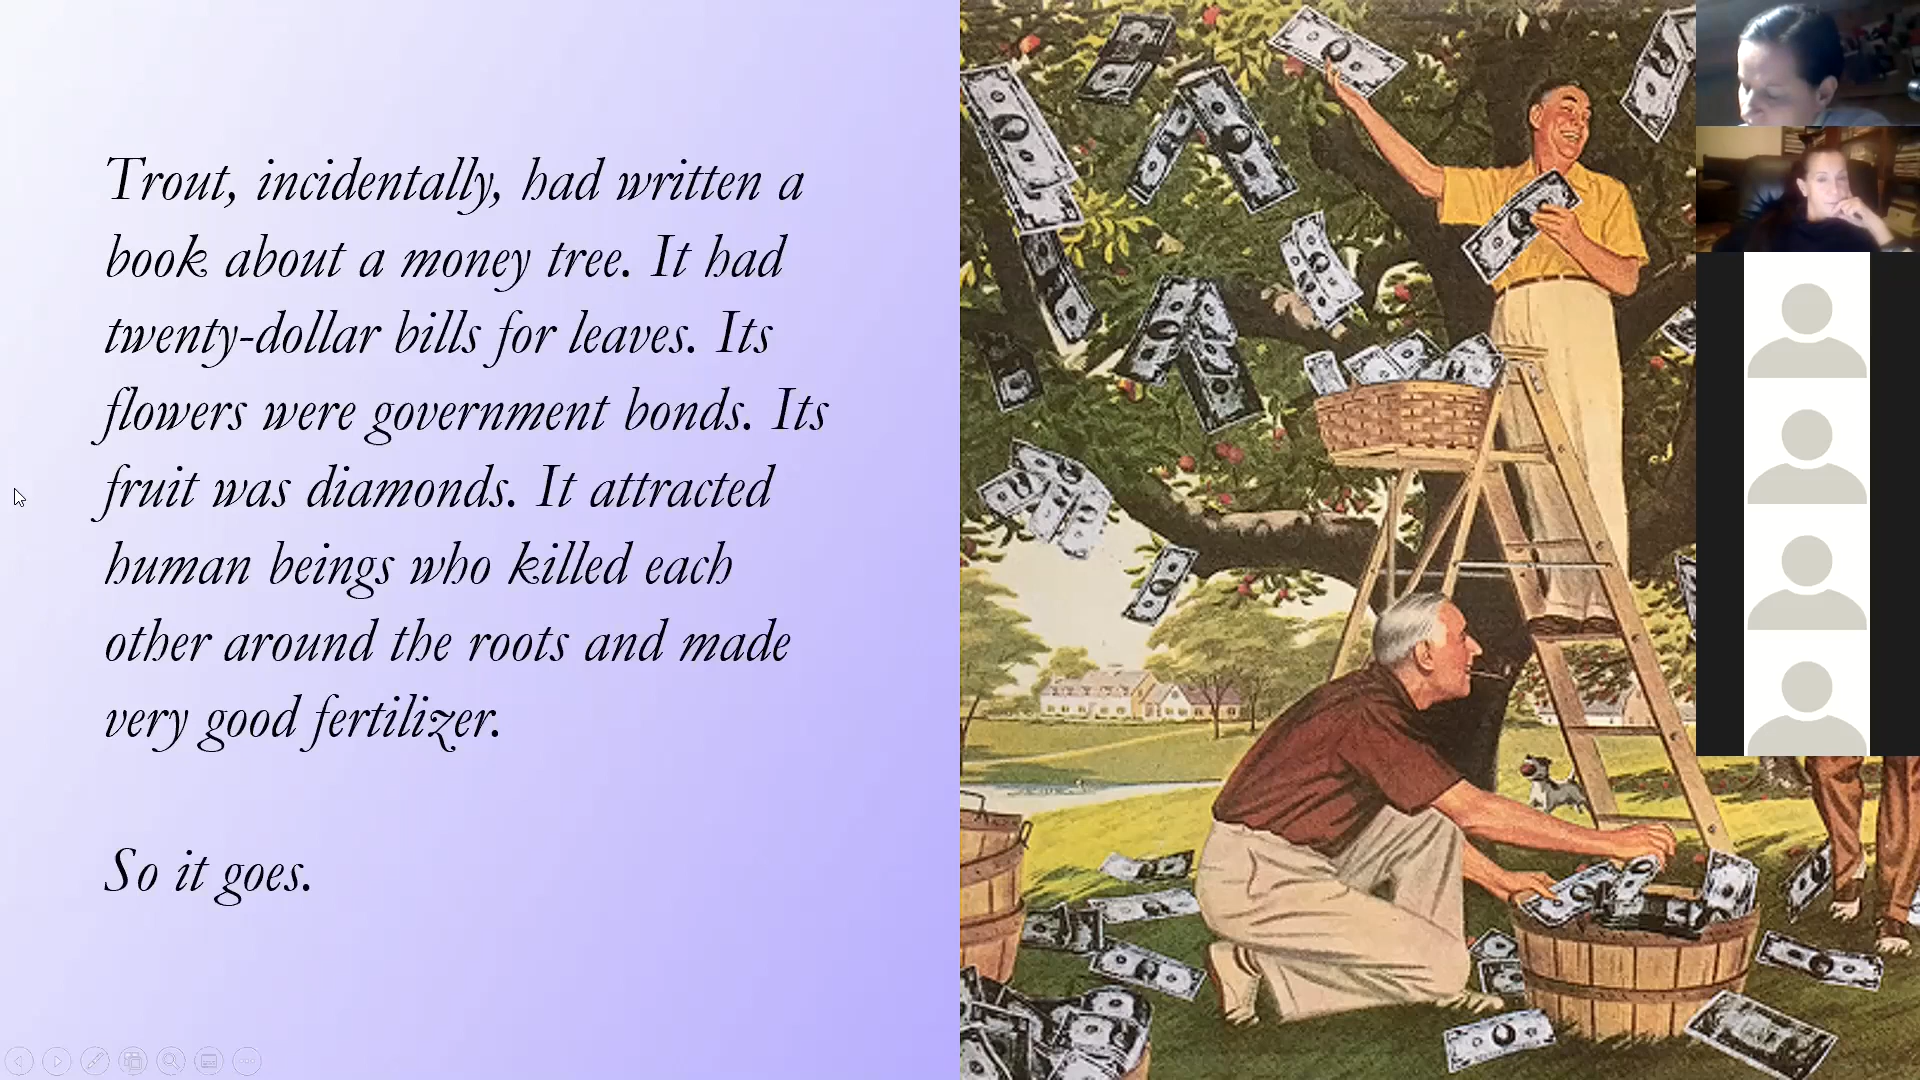 Trout, incidentally, had written a
book about a money tree. It had
twenty-dollar bills for leaves. Its
flowers were government bonds. Its
fruit was diamonds. It attracted
human beings who killed each
other around the roots and made
very good fertilizer.
So it goes.